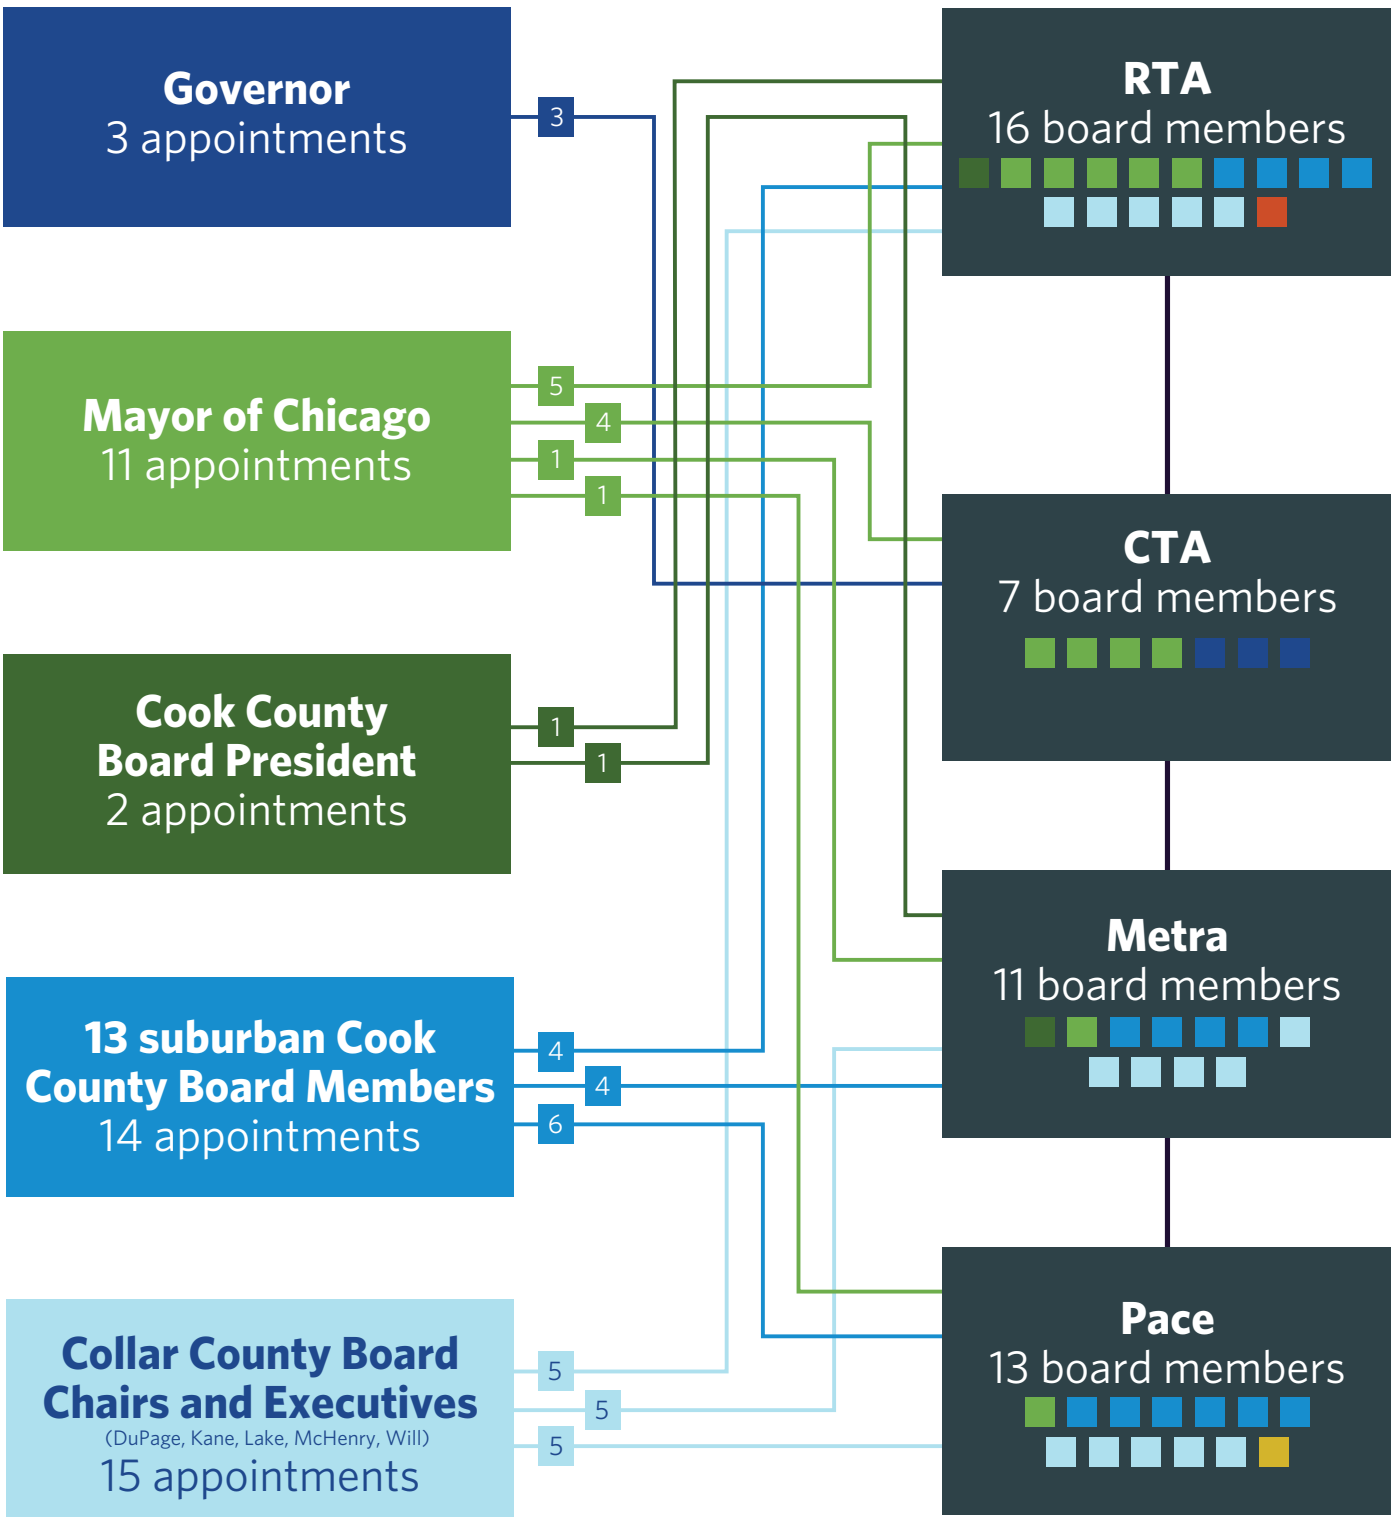 Governor
3 appointments
3
Mayor of Chicago
11 appointments
5
4
1
1
Cook County
Board President
2 appointments
1
1
13 suburban Cook
County Board Members
14 appointments
4
4
6
Collar County Board
Chairs and Executives
(DuPage, Kane, Lake, McHenry, Will)
15 appointments
5
5
5
RTA
16 board members
CTA
7 board members
Metra
11 board members
Pace
13 board members